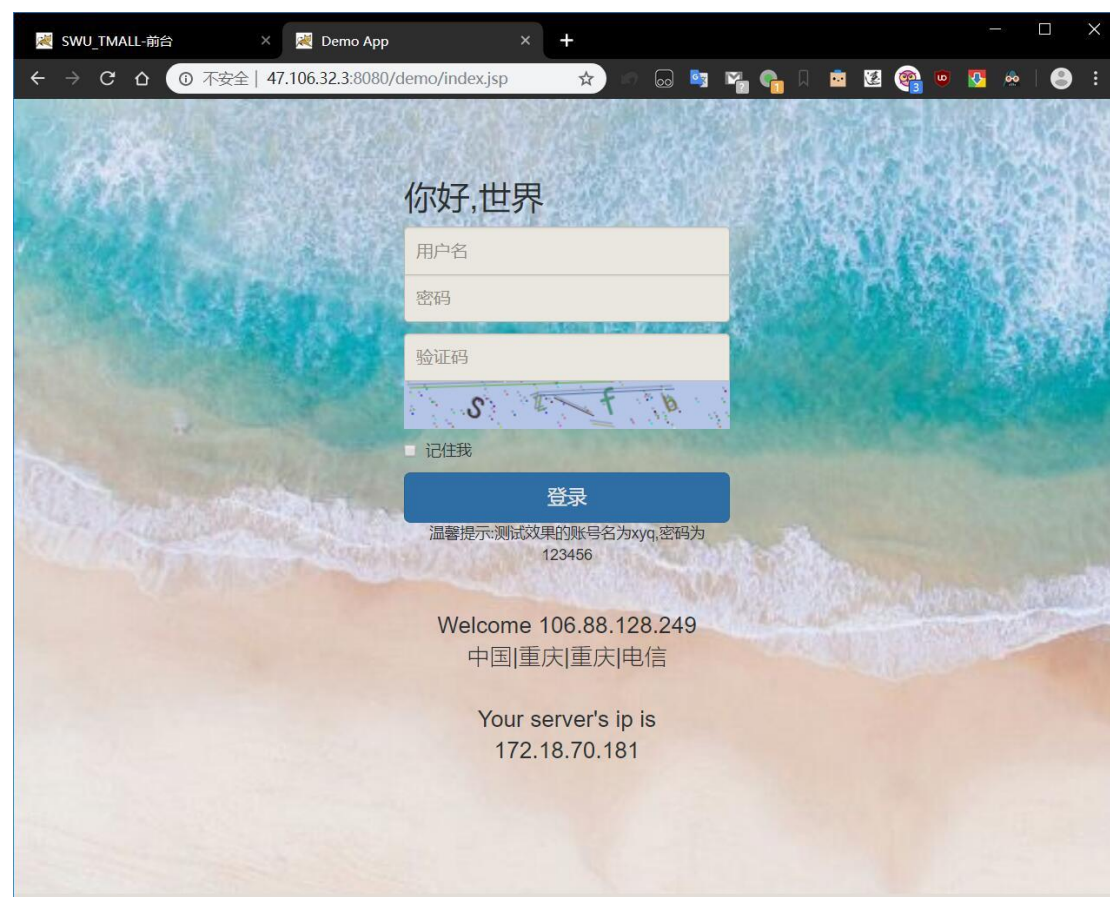 SWU_TMALL-前台
Demo App
不安全 | 47.106.32.3:8080/demo/index.jsp
你好,世界
用户名
密码
验证码
记住我
登录
温馨提示:测试效果的账号名为xyq,密码为
123456
Welcome 106.88.128.249
中国|重庆|重庆|电信
Your server's ip is
172.18.70.181